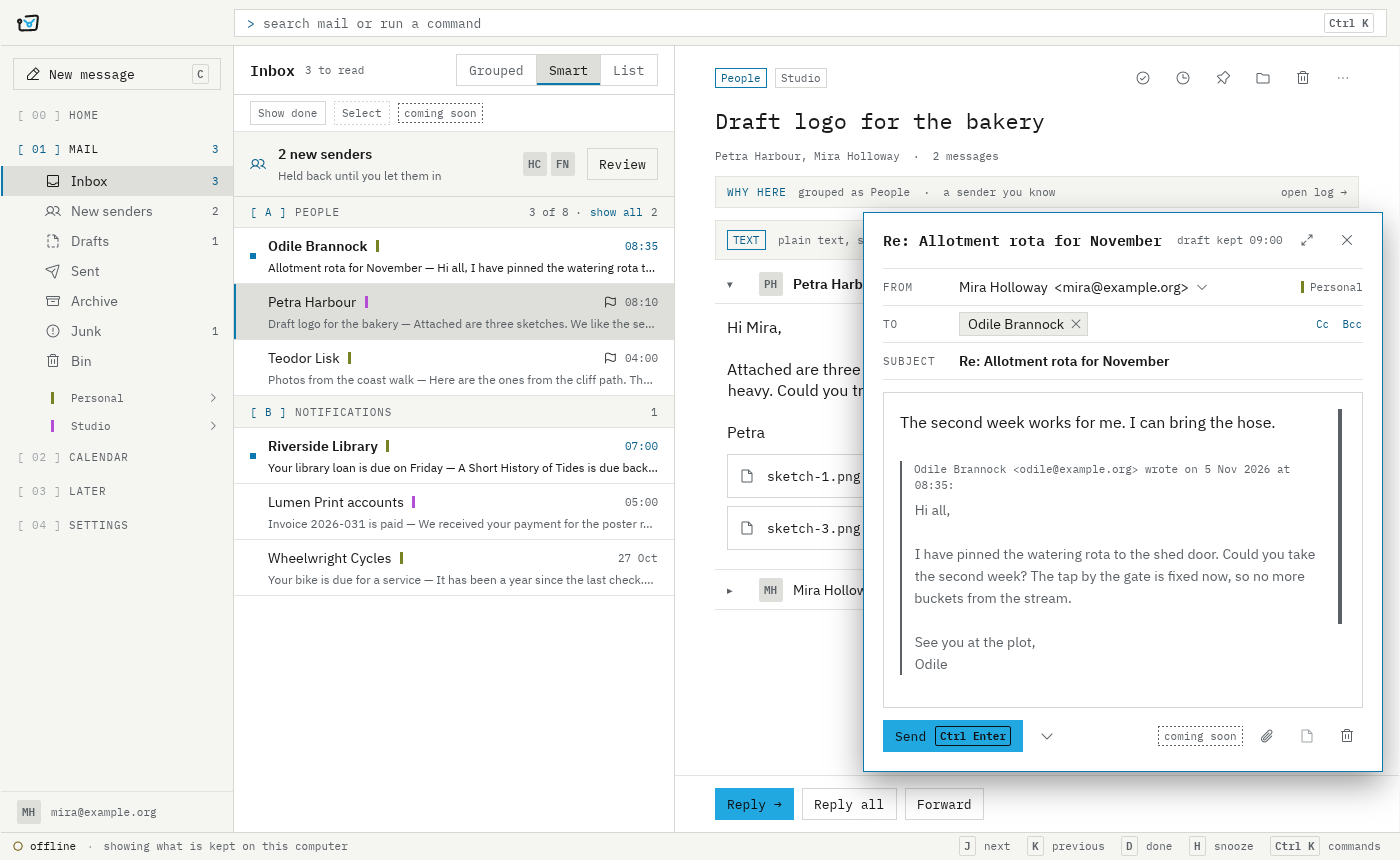 > search mail or run a command
Ctrl K
New message C
[ 00 ] HOME
[ 01 ] MAIL 3
Inbox 3
New senders 2
Drafts 1
Sent
Archive
Junk 1
Bin
Personal
Studio
[ 02 ] CALENDAR
[ 03 ] LATER
[ 04 ] SETTINGS
MH mira@example.org
Inbox 3 to read
Grouped Smart List
Show done Select coming soon
2 new senders
Held back until you let them in
HC FN Review
[ A ] PEOPLE 3 of 8 · show all 2
Odile Brannock 08:35
Allotment rota for November — Hi all, I have pinned the watering rota t…
Petra Harbour 08:10
Draft logo for the bakery — Attached are three sketches. We like the se…
Teodor Lisk 04:00
Photos from the coast walk — Here are the ones from the cliff path. Th…
[ B ] NOTIFICATIONS 1
Riverside Library 07:00
Your library loan is due on Friday — A Short History of Tides is due back…
Lumen Print accounts 05:00
Invoice 2026-031 is paid — We received your payment for the poster r…
Wheelwright Cycles 27 Oct
Your bike is due for a service — It has been a year since the last check.…
People Studio
Draft logo for the bakery
Petra Harbour, Mira Holloway · 2 messages
WHY HERE grouped as People · a sender you know open log →
TEXT plain text, s
PH Petra Harb
Hi Mira,
Attached are three
heavy. Could you tr
Petra
sketch-1.png
sketch-3.png
MH Mira Hollow
Reply → Reply all Forward
Re: Allotment rota for November draft kept 09:00
FROM Mira Holloway <mira@example.org> Personal
TO Odile Brannock Cc Bcc
SUBJECT Re: Allotment rota for November
The second week works for me. I can bring the hose.
Odile Brannock <odile@example.org> wrote on 5 Nov 2026 at
08:35:
Hi all,
I have pinned the watering rota to the shed door. Could you take
the second week? The tap by the gate is fixed now, so no more
buckets from the stream.
See you at the plot,
Odile
Send Ctrl Enter coming soon
offline · showing what is kept on this computer
J next K previous D done H snooze Ctrl K commands